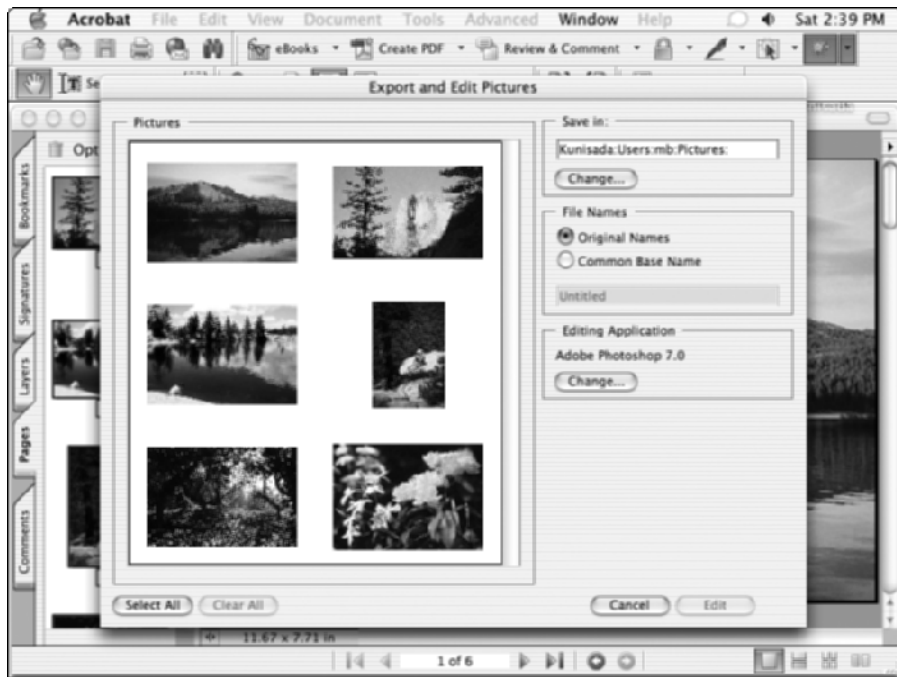 Acrobat File Edit View Document Tools Advanced Window Help Sat 2:39 PM
eBooks Create PDF Review & Comment
Se
Export and Edit Pictures
Opt
Bookmarks
Signatures
Layers
Pages
Comments
Pictures
Save in:
Kunisada:Users:mb:Pictures:
Change...
File Names
Original Names
Common Base Name
Untitled
Editing Application
Adobe Photoshop 7.0
Change...
Select All Clear All Cancel Edit
11.67 x 7.71 in
1 of 6